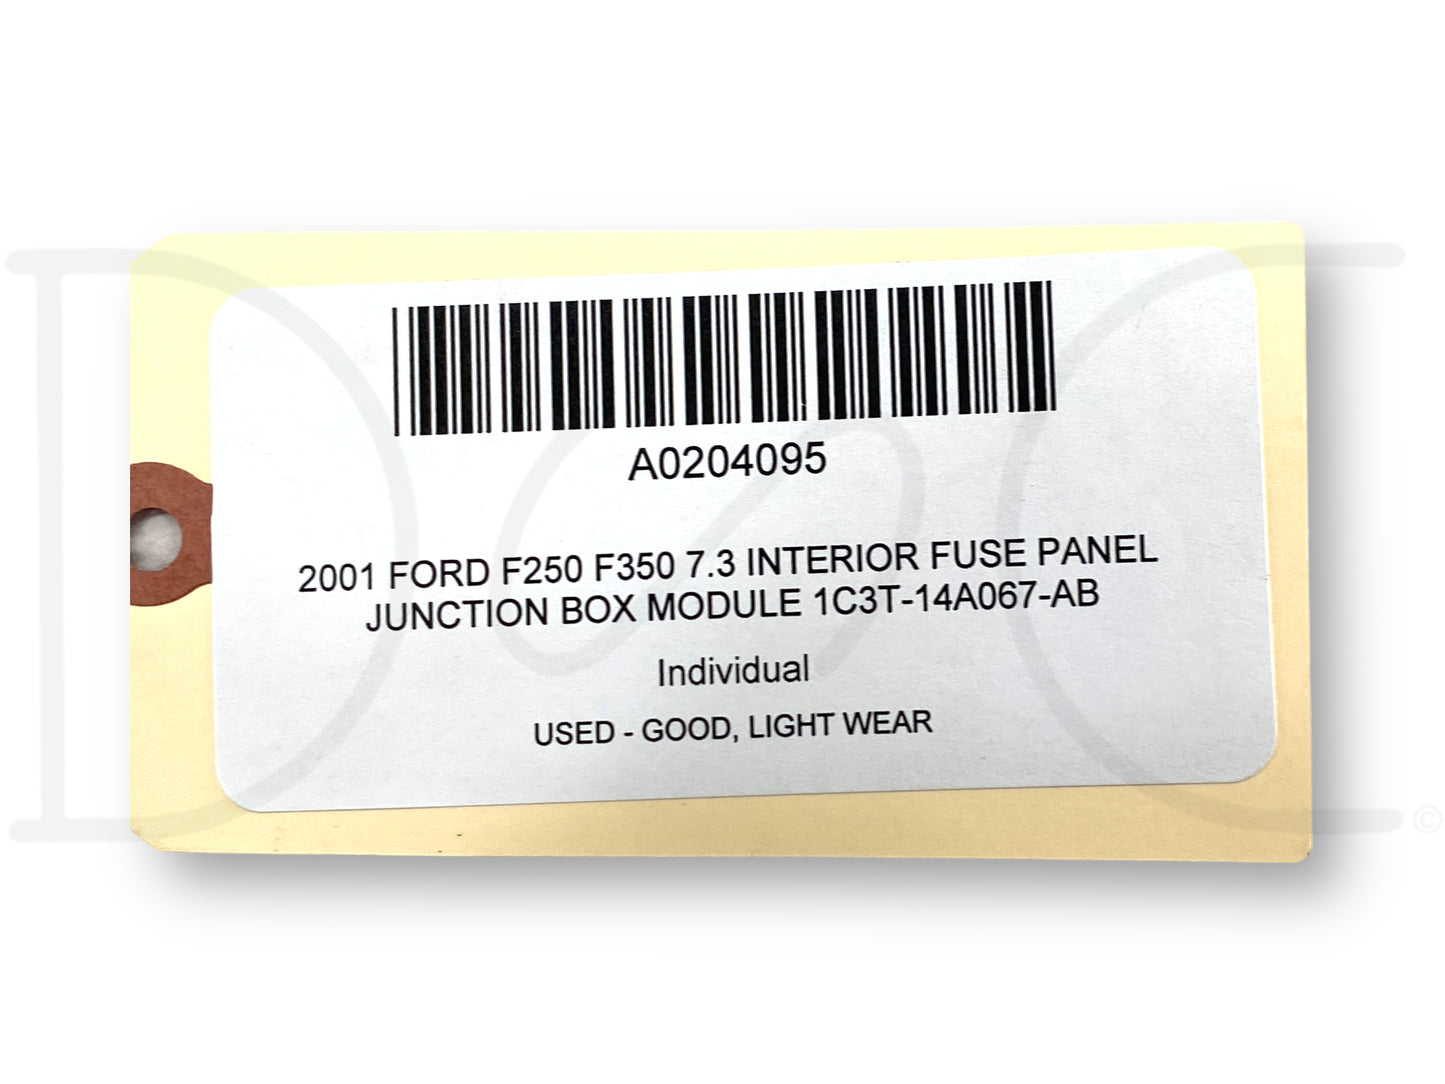 A0204095
2001 FORD F250 F350 7.3 INTERIOR FUSE PANEL
JUNCTION BOX MODULE 1C3T-14A067-AB
Individual
USED - GOOD, LIGHT WEAR
©